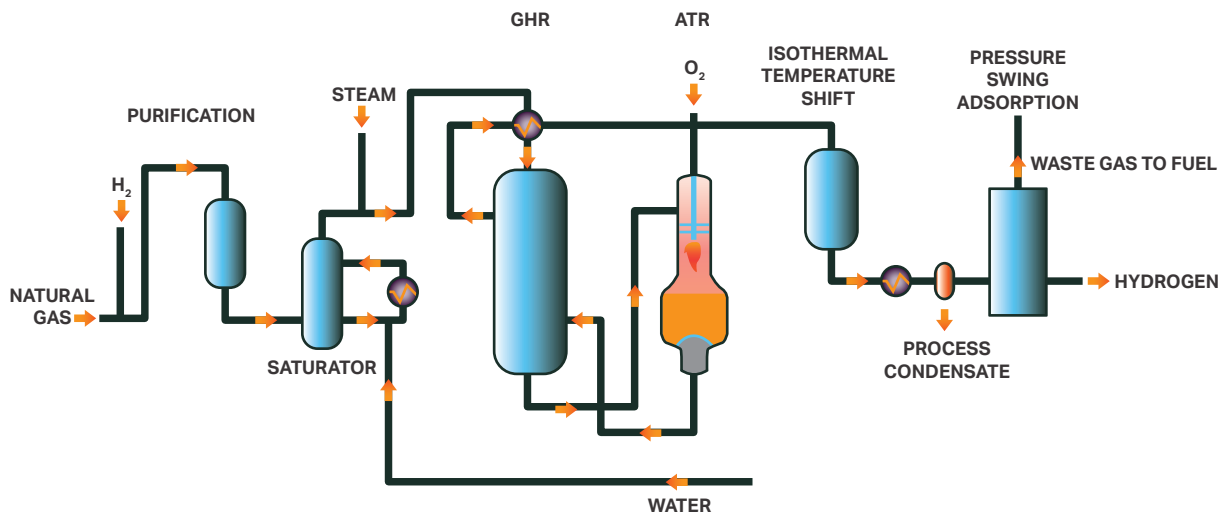 GHR
ATR
O₂
ISOTHERMAL
TEMPERATURE
SHIFT
PRESSURE
SWING
ADSORPTION
STEAM
PURIFICATION
WASTE GAS TO FUEL
H₂
NATURAL
GAS
HYDROGEN
SATURATOR
PROCESS
CONDENSATE
WATER